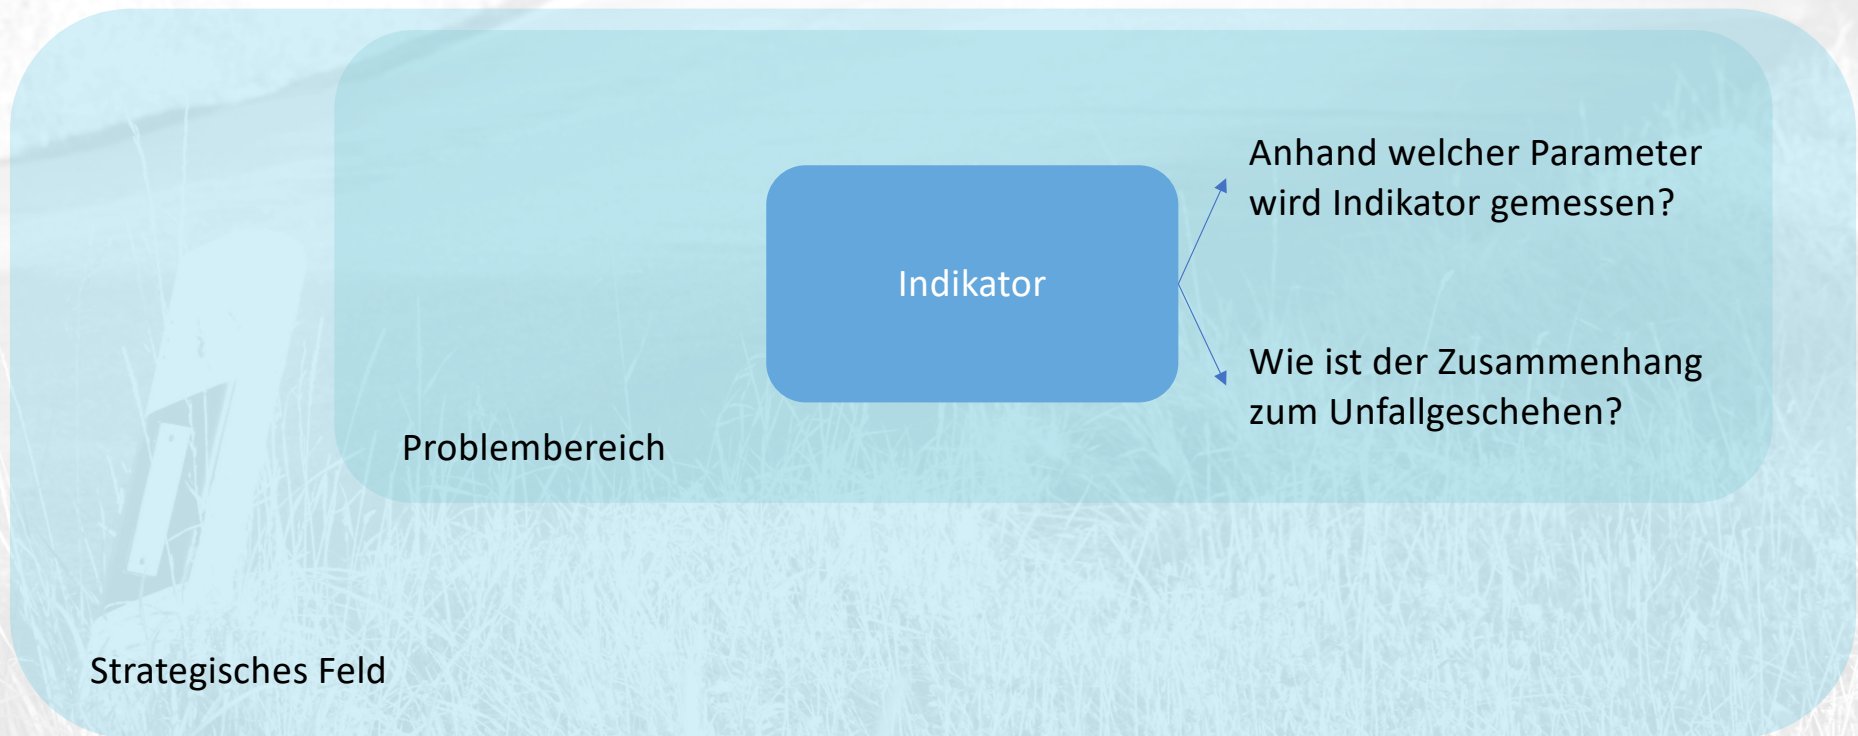 Anhand welcher Parameter
wird Indikator gemessen?
Indikator
Wie ist der Zusammenhang
zum Unfallgeschehen?
Problembereich
Strategisches Feld